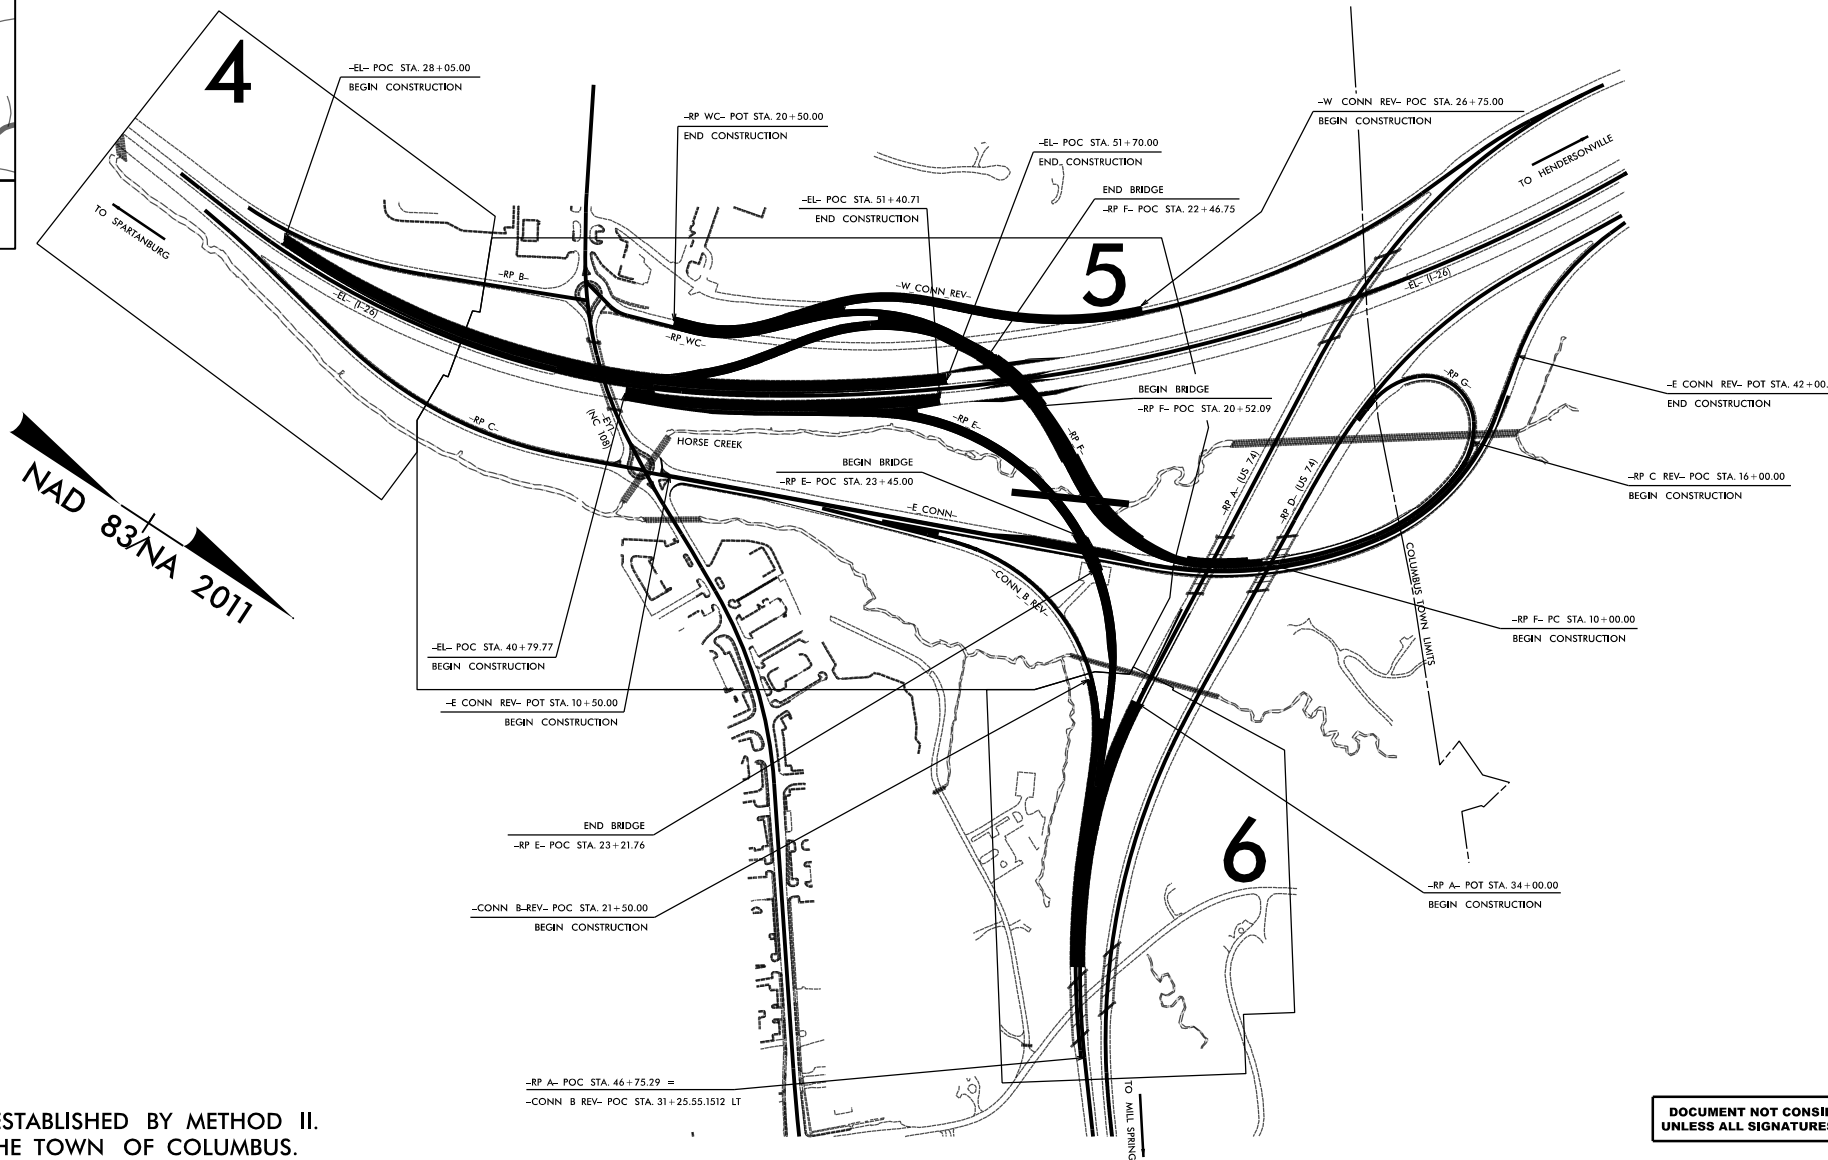 4
-EL- POC STA. 28+05.00
BEGIN CONSTRUCTION
-RP WC- POT STA. 20+50.00
END CONSTRUCTION
-EL- POC STA. 51+70.00
END CONSTRUCTION
-W CONN REV- POC STA. 26+75.00
BEGIN CONSTRUCTION
TO HENDERSONVILLE
-EL- POC STA. 51+40.71
END CONSTRUCTION
END BRIDGE
-RP F- POC STA. 22+46.75
TO SPARTANBURG
5
-RP B-
-EL- (I-26)
-W CONN REV-
-EL- (I-26)
-RP WC-
-RP G-
BEGIN BRIDGE
-RP F- POC STA. 20+52.09
-E CONN REV- POT STA. 42+00.
END CONSTRUCTION
-RP C-
-EY1-
(NC 108)
HORSE CREEK
-RP E-
-RP F-
BEGIN BRIDGE
-RP E- POC STA. 23+45.00
-RP C REV- POC STA. 16+00.00
BEGIN CONSTRUCTION
-E CONN-
-RP A- (US 74)
-RP D- (US 74)
NAD 83/NA 2011
-CONN B REV-
COLUMBUS TOWN LIMITS
-RP F- PC STA. 10+00.00
BEGIN CONSTRUCTION
-EL- POC STA. 40+79.77
BEGIN CONSTRUCTION
-E CONN REV- POT STA. 10+50.00
BEGIN CONSTRUCTION
END BRIDGE
-RP E- POC STA. 23+21.76
6
-RP A- POT STA. 34+00.00
BEGIN CONSTRUCTION
-CONN B REV- POC STA. 21+50.00
BEGIN CONSTRUCTION
-RP A- POC STA. 46+75.29 =
-CONN B REV- POC STA. 31+25.55.1512 LT
TO MILL SPRING
ESTABLISHED BY METHOD II.
HE TOWN OF COLUMBUS.
DOCUMENT NOT CONSI
UNLESS ALL SIGNATURES